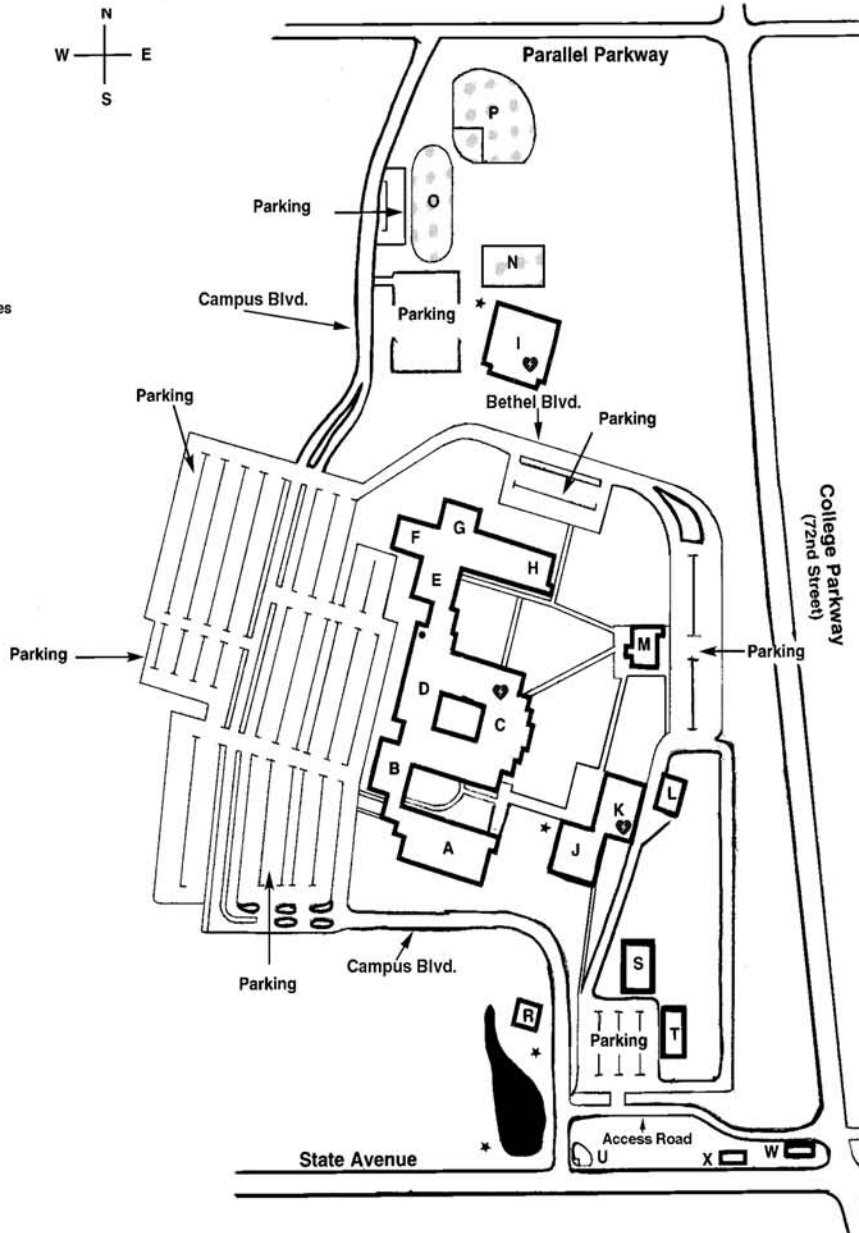 N
W E
S
Parallel Parkway
P
Parking
O
N
es
Campus Blvd.
Parking
I
Parking
Bethel Blvd.
Parking
College Parkway
(72nd Street)
G
F
E
H
M
Parking
Parking
D
C
B
K
L
A
J
Campus Blvd.
Parking
S
R
T
Parking
Access Road
State Avenue
U
X
W